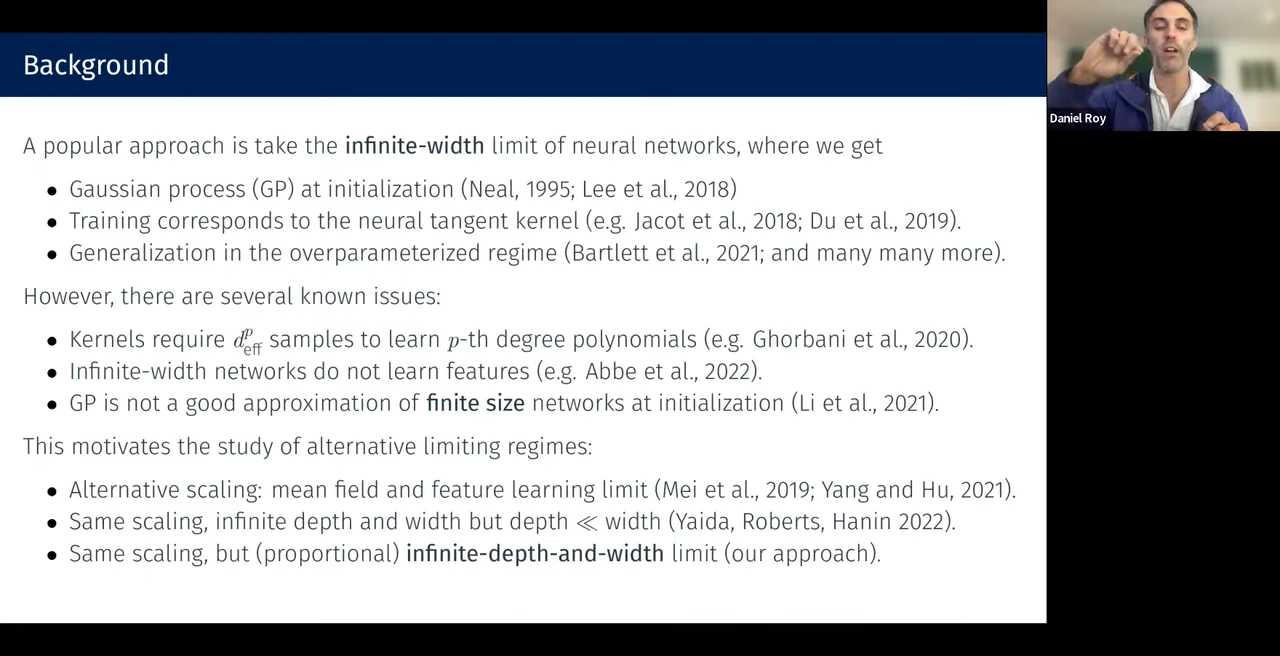 Background
Daniel Roy
A popular approach is take the infinite-width limit of neural networks, where we get
• Gaussian process (GP) at initialization (Neal, 1995; Lee et al., 2018)
• Training corresponds to the neural tangent kernel (e.g. Jacot et al., 2018; Du et al., 2019).
• Generalization in the overparameterized regime (Bartlett et al., 2021; and many many more).
However, there are several known issues:
• Kernels require $d_{\text{eff}}^p$ samples to learn $p$-th degree polynomials (e.g. Ghorbani et al., 2020).
• Infinite-width networks do not learn features (e.g. Abbe et al., 2022).
• GP is not a good approximation of finite size networks at initialization (Li et al., 2021).
This motivates the study of alternative limiting regimes:
• Alternative scaling: mean field and feature learning limit (Mei et al., 2019; Yang and Hu, 2021).
• Same scaling, infinite depth and width but depth ≪ width (Yaida, Roberts, Hanin 2022).
• Same scaling, but (proportional) infinite-depth-and-width limit (our approach).